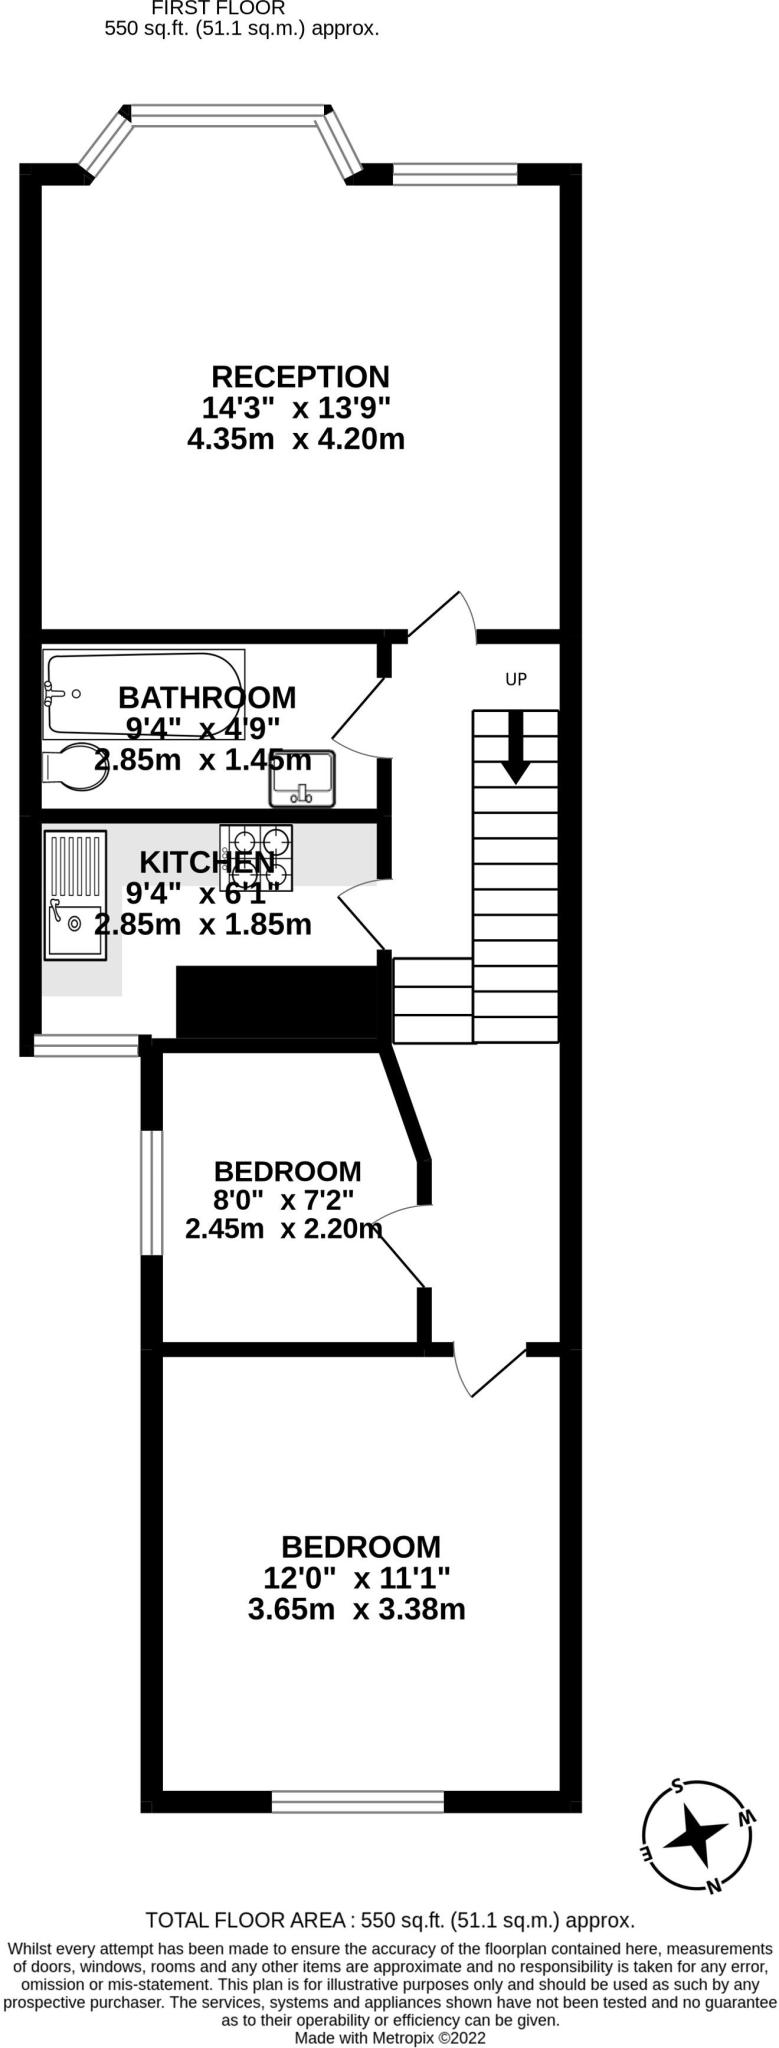 FIRST FLOOR
550 sq.ft. (51.1 sq.m.) approx.
RECEPTION
14'3" x 13'9"
4.35m x 4.20m
UP
BATHROOM
9'4" x 4'9"
2.85m x 1.45m
KITCHEN
9'4" x 6'1"
2.85m x 1.85m
BEDROOM
8'0" x 7'2"
2.45m x 2.20m
BEDROOM
12'0" x 11'1"
3.65m x 3.38m
S
W
E
N
TOTAL FLOOR AREA : 550 sq.ft. (51.1 sq.m.) approx.
Whilst every attempt has been made to ensure the accuracy of the floorplan contained here, measurements
of doors, windows, rooms and any other items are approximate and no responsibility is taken for any error,
omission or mis-statement. This plan is for illustrative purposes only and should be used as such by any
prospective purchaser. The services, systems and appliances shown have not been tested and no guarantee
as to their operability or efficiency can be given.
Made with Metropix ©2022